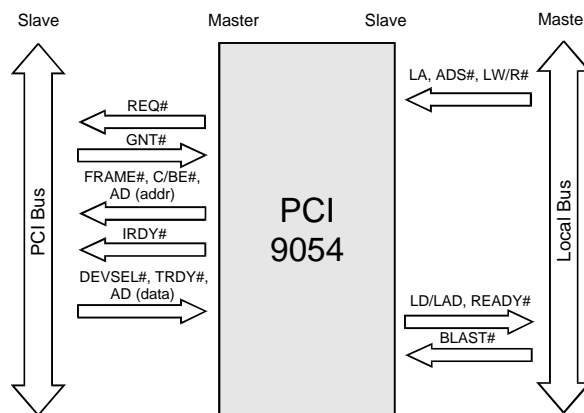 Slave
Master
Slave
Maste
LA, ADS#, LW/R#
REQ#
GNT#
FRAME#, C/BE#,
AD (addr)
IRDY#
DEVSEL#, TRDY#,
AD (data)
PCI Bus
PCI
9054
Local Bus
LD/LAD, READY#
BLAST#